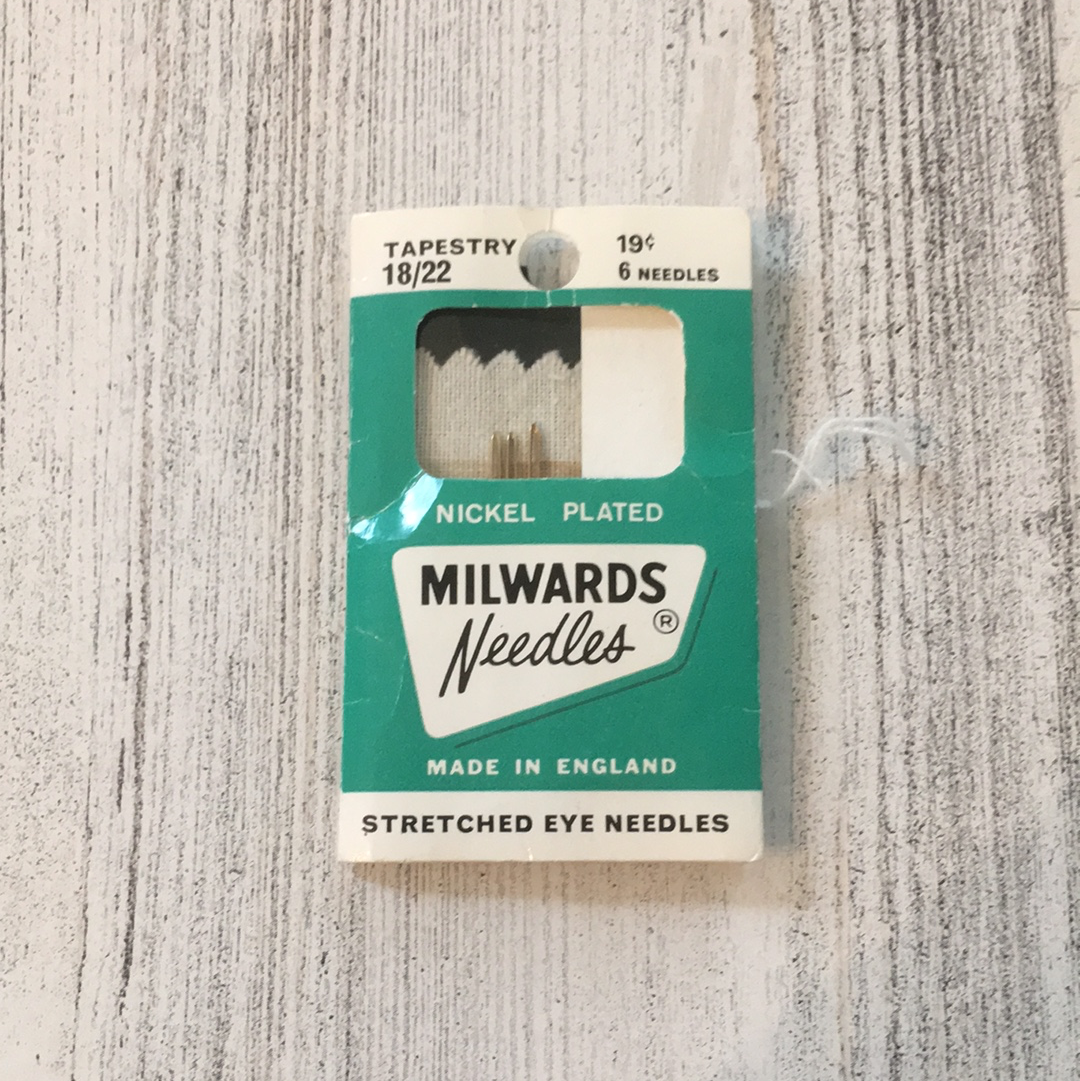 TAPESTRY
18/22
19¢
6 NEEDLES
NICKEL PLATED
MILWARDS
Needles ®
MADE IN ENGLAND
STRETCHED EYE NEEDLES